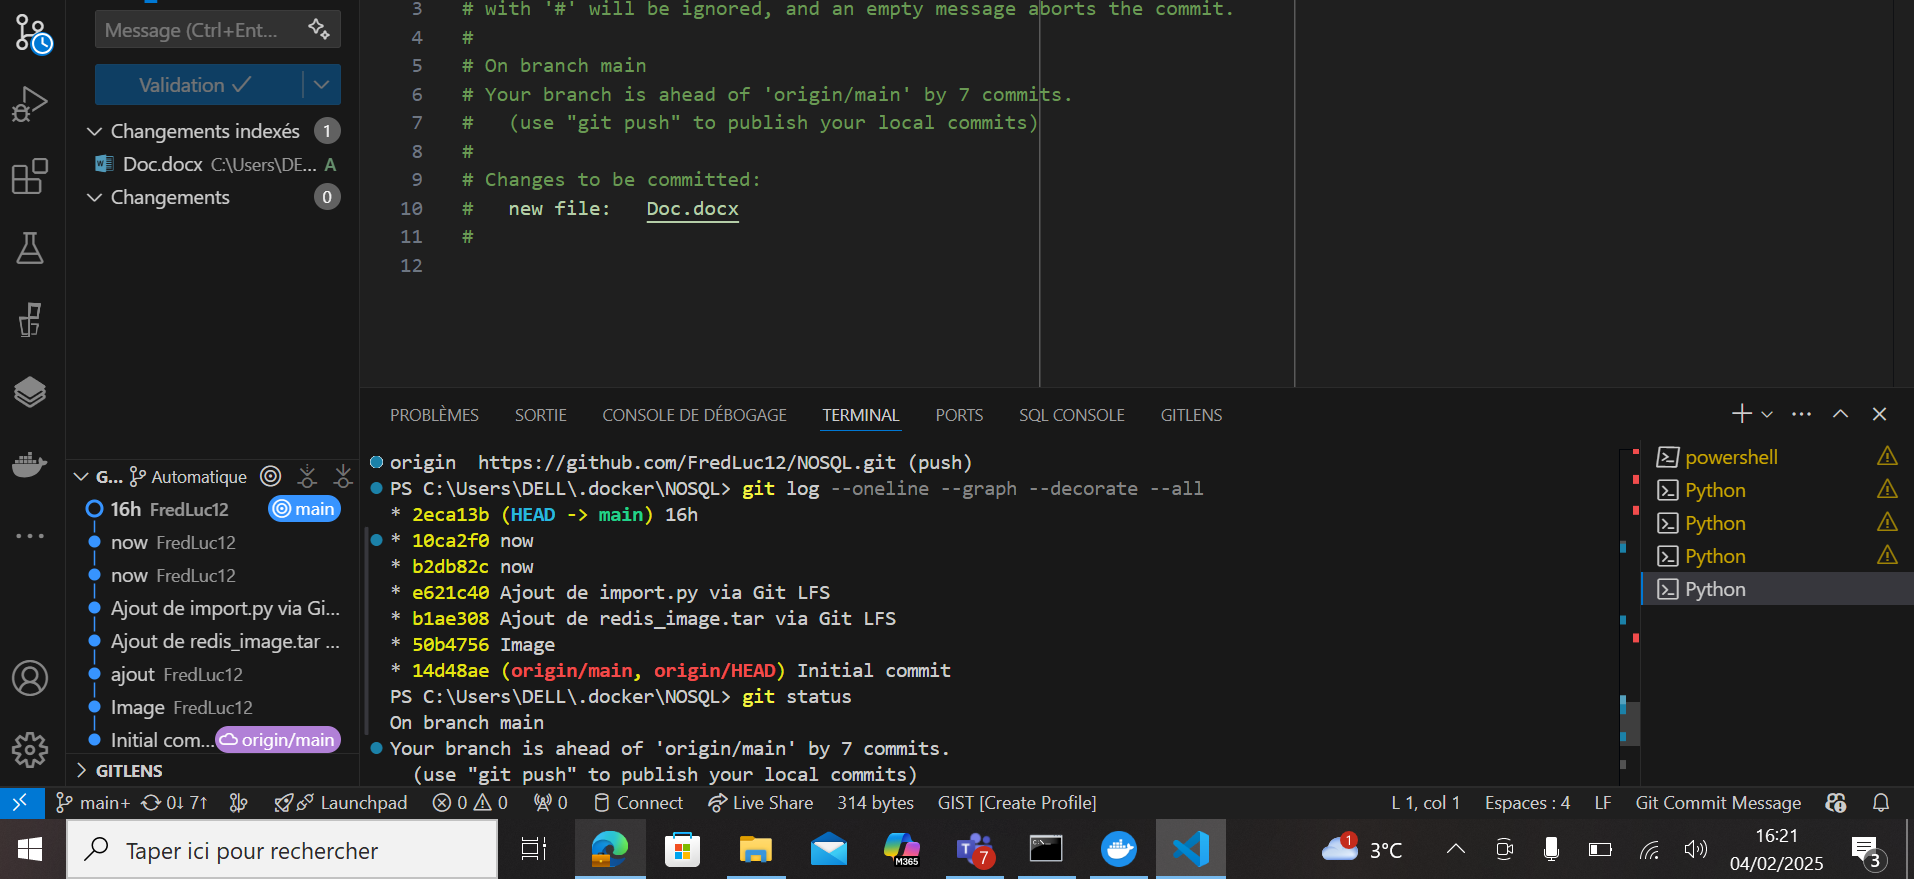 Message (Ctrl+Ent...
Validation
Changements indexés 1
Doc.docx C:\Users\DE... A
Changements 0
G... Automatique
16h FredLuc12 main
now FredLuc12
now FredLuc12
Ajout de import.py via Gi...
Ajout de redis_image.tar ...
ajout FredLuc12
Image FredLuc12
Initial com... origin/main
GITLENS
3 # with '#' will be ignored, and an empty message aborts the commit.
4 #
5 # On branch main
6 # Your branch is ahead of 'origin/main' by 7 commits.
7 #   (use "git push" to publish your local commits)
8 #
9 # Changes to be committed:
10 #   new file:   Doc.docx
11 #
12
PROBLÈMES SORTIE CONSOLE DE DÉBOGAGE TERMINAL PORTS SQL CONSOLE GITLENS
origin  https://github.com/FredLuc12/NOSQL.git (push)
PS C:\Users\DELL\.docker\NOSQL> git log --oneline --graph --decorate --all
* 2eca13b (HEAD -> main) 16h
* 10ca2f0 now
* b2db82c now
* e621c40 Ajout de import.py via Git LFS
* b1ae308 Ajout de redis_image.tar via Git LFS
* 50b4756 Image
* 14d48ae (origin/main, origin/HEAD) Initial commit
PS C:\Users\DELL\.docker\NOSQL> git status
On branch main
Your branch is ahead of 'origin/main' by 7 commits.
  (use "git push" to publish your local commits)
powershell
Python
Python
Python
Python
main+ 0↓ 7↑ Launchpad 0 0 0 Connect Live Share 314 bytes GIST [Create Profile] L 1, col 1 Espaces : 4 LF Git Commit Message
Taper ici pour rechercher
M365
7
1
3°C
16:21
04/02/2025
3